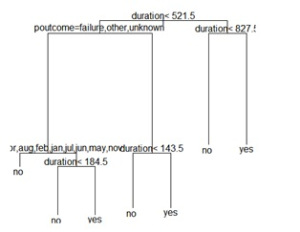 duration< 521.5
poutcome=failure,other,unknown
duration< 827.5
or,aug,feb,jan,jul,jun,may,nov
duration< 143.5
no
yes
no
duration< 184.5
no
yes
no
yes